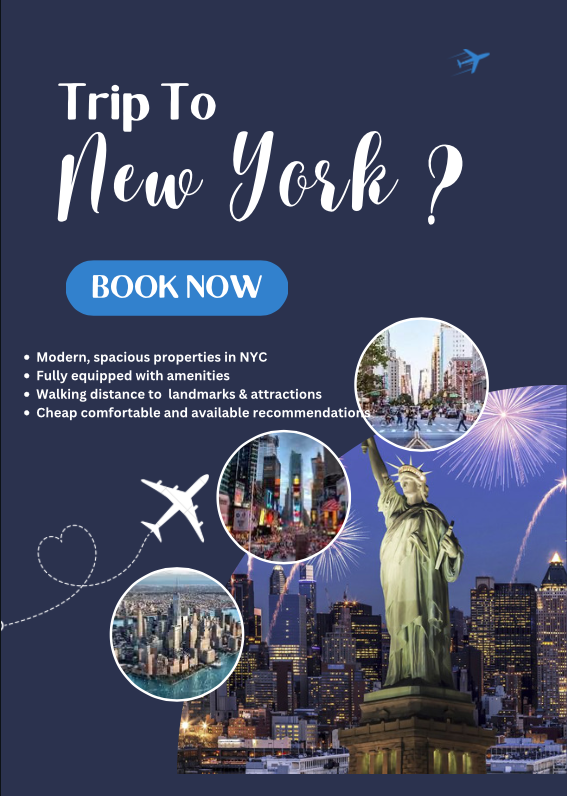 Trip To
New York ?
BOOK NOW
• Modern, spacious properties in NYC
• Fully equipped with amenities
• Walking distance to  landmarks & attractions
• Cheap comfortable and available recommendations